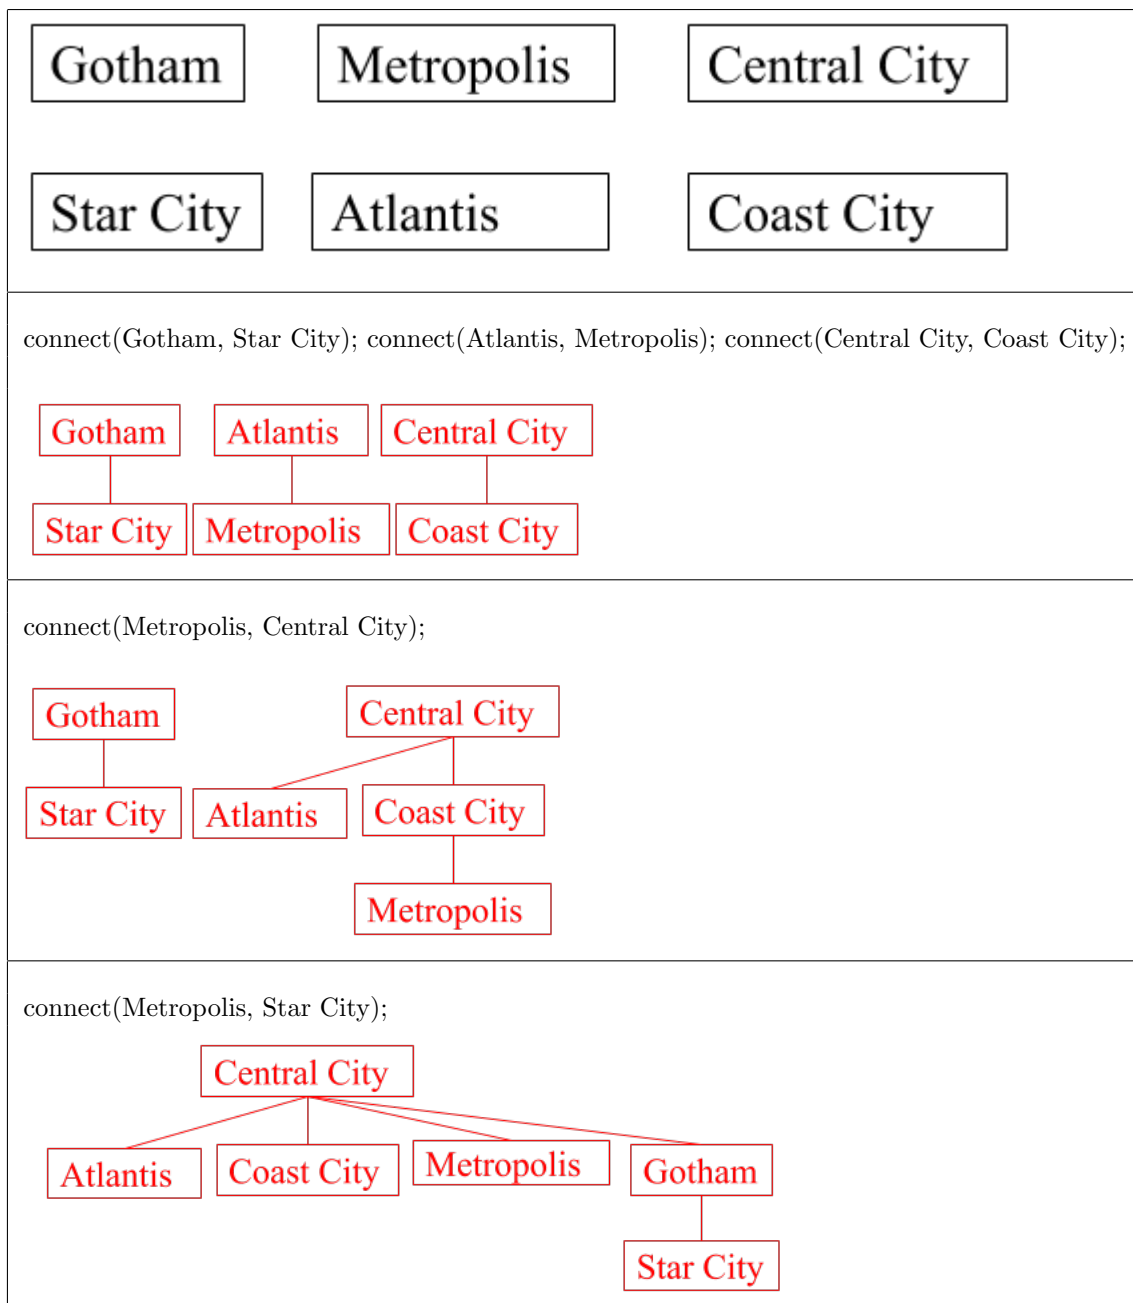 Gotham Metropolis Central City
Star City Atlantis Coast City
connect(Gotham, Star City); connect(Atlantis, Metropolis); connect(Central City, Coast City);
Gotham Atlantis Central City
Star City Metropolis Coast City
connect(Metropolis, Central City);
Gotham Central City
Star City Atlantis Coast City
Metropolis
connect(Metropolis, Star City);
Central City
Atlantis Coast City Metropolis Gotham
Star City